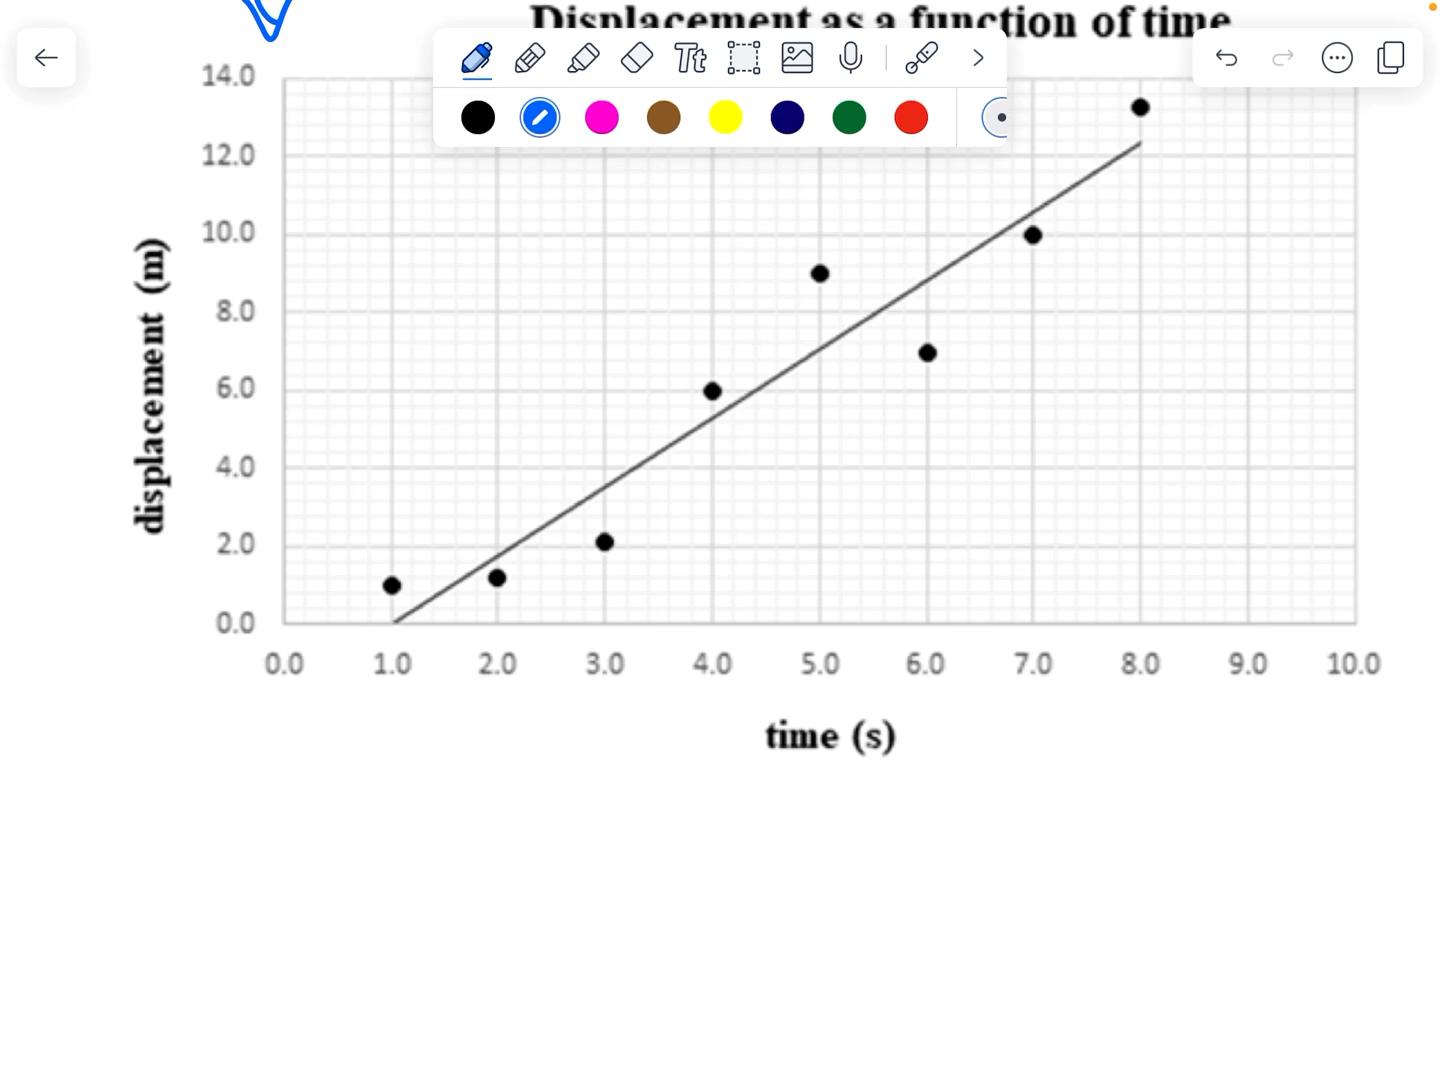 Displacement as a function of time
Tt
14.0
12.0
10.0
8.0
6.0
4.0
2.0
0.0
displacement (m)
0.0 1.0 2.0 3.0 4.0 5.0 6.0 7.0 8.0 9.0 10.0
time (s)